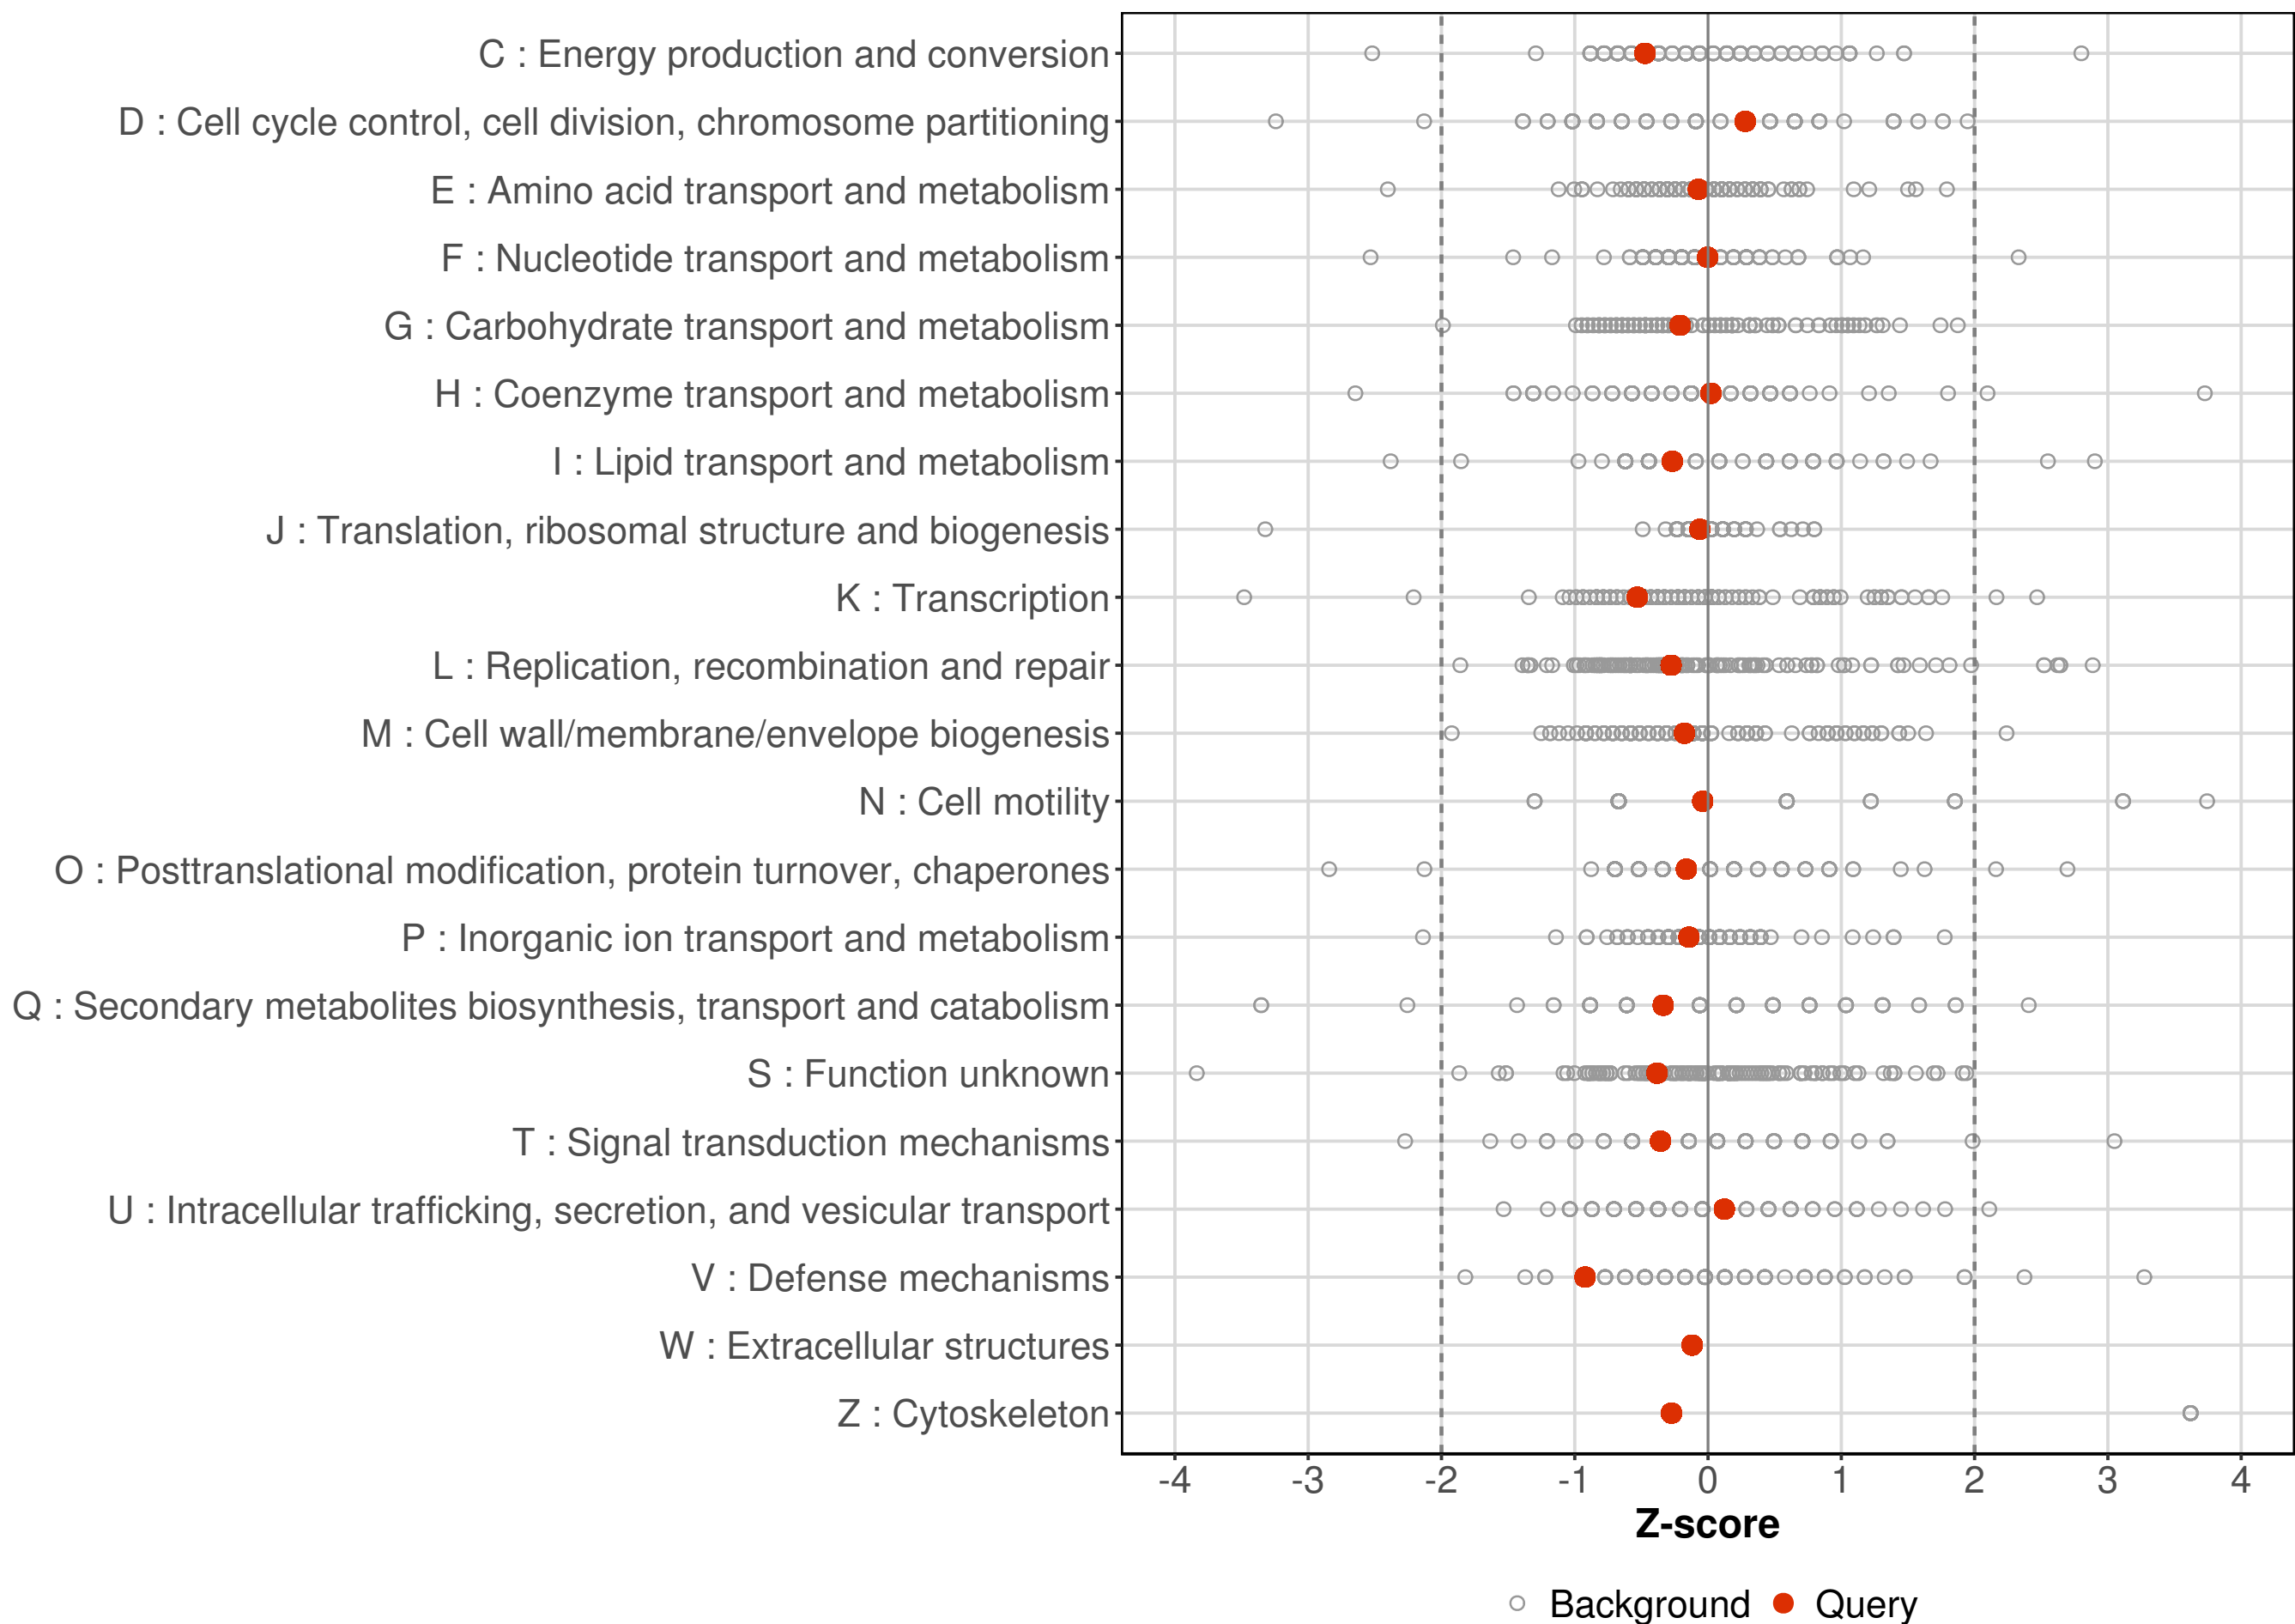 C : Energy production and conversion
D : Cell cycle control, cell division, chromosome partitioning
E : Amino acid transport and metabolism
F : Nucleotide transport and metabolism
G : Carbohydrate transport and metabolism
H : Coenzyme transport and metabolism
I : Lipid transport and metabolism
J : Translation, ribosomal structure and biogenesis
K : Transcription
L : Replication, recombination and repair
M : Cell wall/membrane/envelope biogenesis
N : Cell motility
O : Posttranslational modification, protein turnover, chaperones
P : Inorganic ion transport and metabolism
Q : Secondary metabolites biosynthesis, transport and catabolism
S : Function unknown
T : Signal transduction mechanisms
U : Intracellular trafficking, secretion, and vesicular transport
V : Defense mechanisms
W : Extracellular structures
Z : Cytoskeleton
-4 -3 -2 -1 0 1 2 3 4
Z-score
Background Query